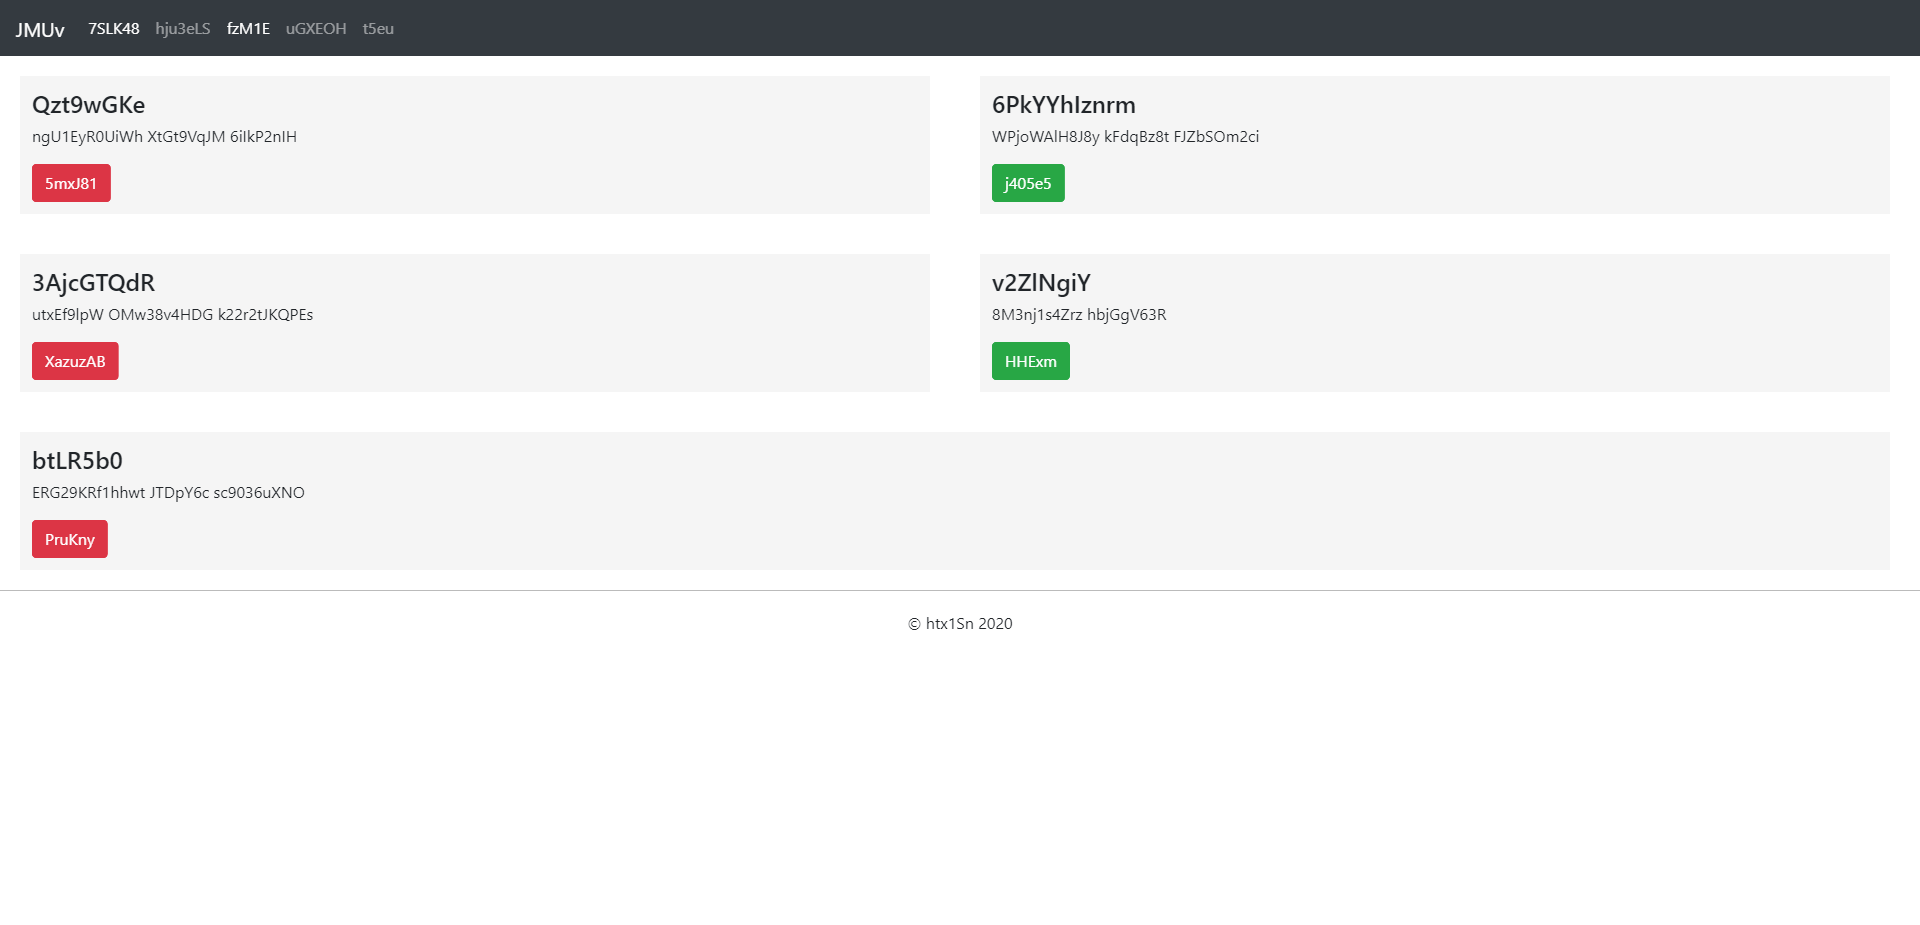 JMUv 7SLK48 hju3eLS fzM1E uGXEOH t5eu
Qzt9wGKe
ngU1EyR0UiWh XtGt9VqJM 6iIkP2nIH
5mxJ81
6PkYYhIznrm
WPjoWAlH8J8y kFdqBz8t FJZbSOm2ci
j405e5
3AjcGTQdR
utxEf9lpW OMw38v4HDG k22r2tJKQPEs
XazuzAB
v2ZlNgiY
8M3nj1s4Zrz hbjGgV63R
HHExm
btLR5b0
ERG29KRf1hhwt JTDpY6c sc9036uXNO
PruKny
© htx1Sn 2020